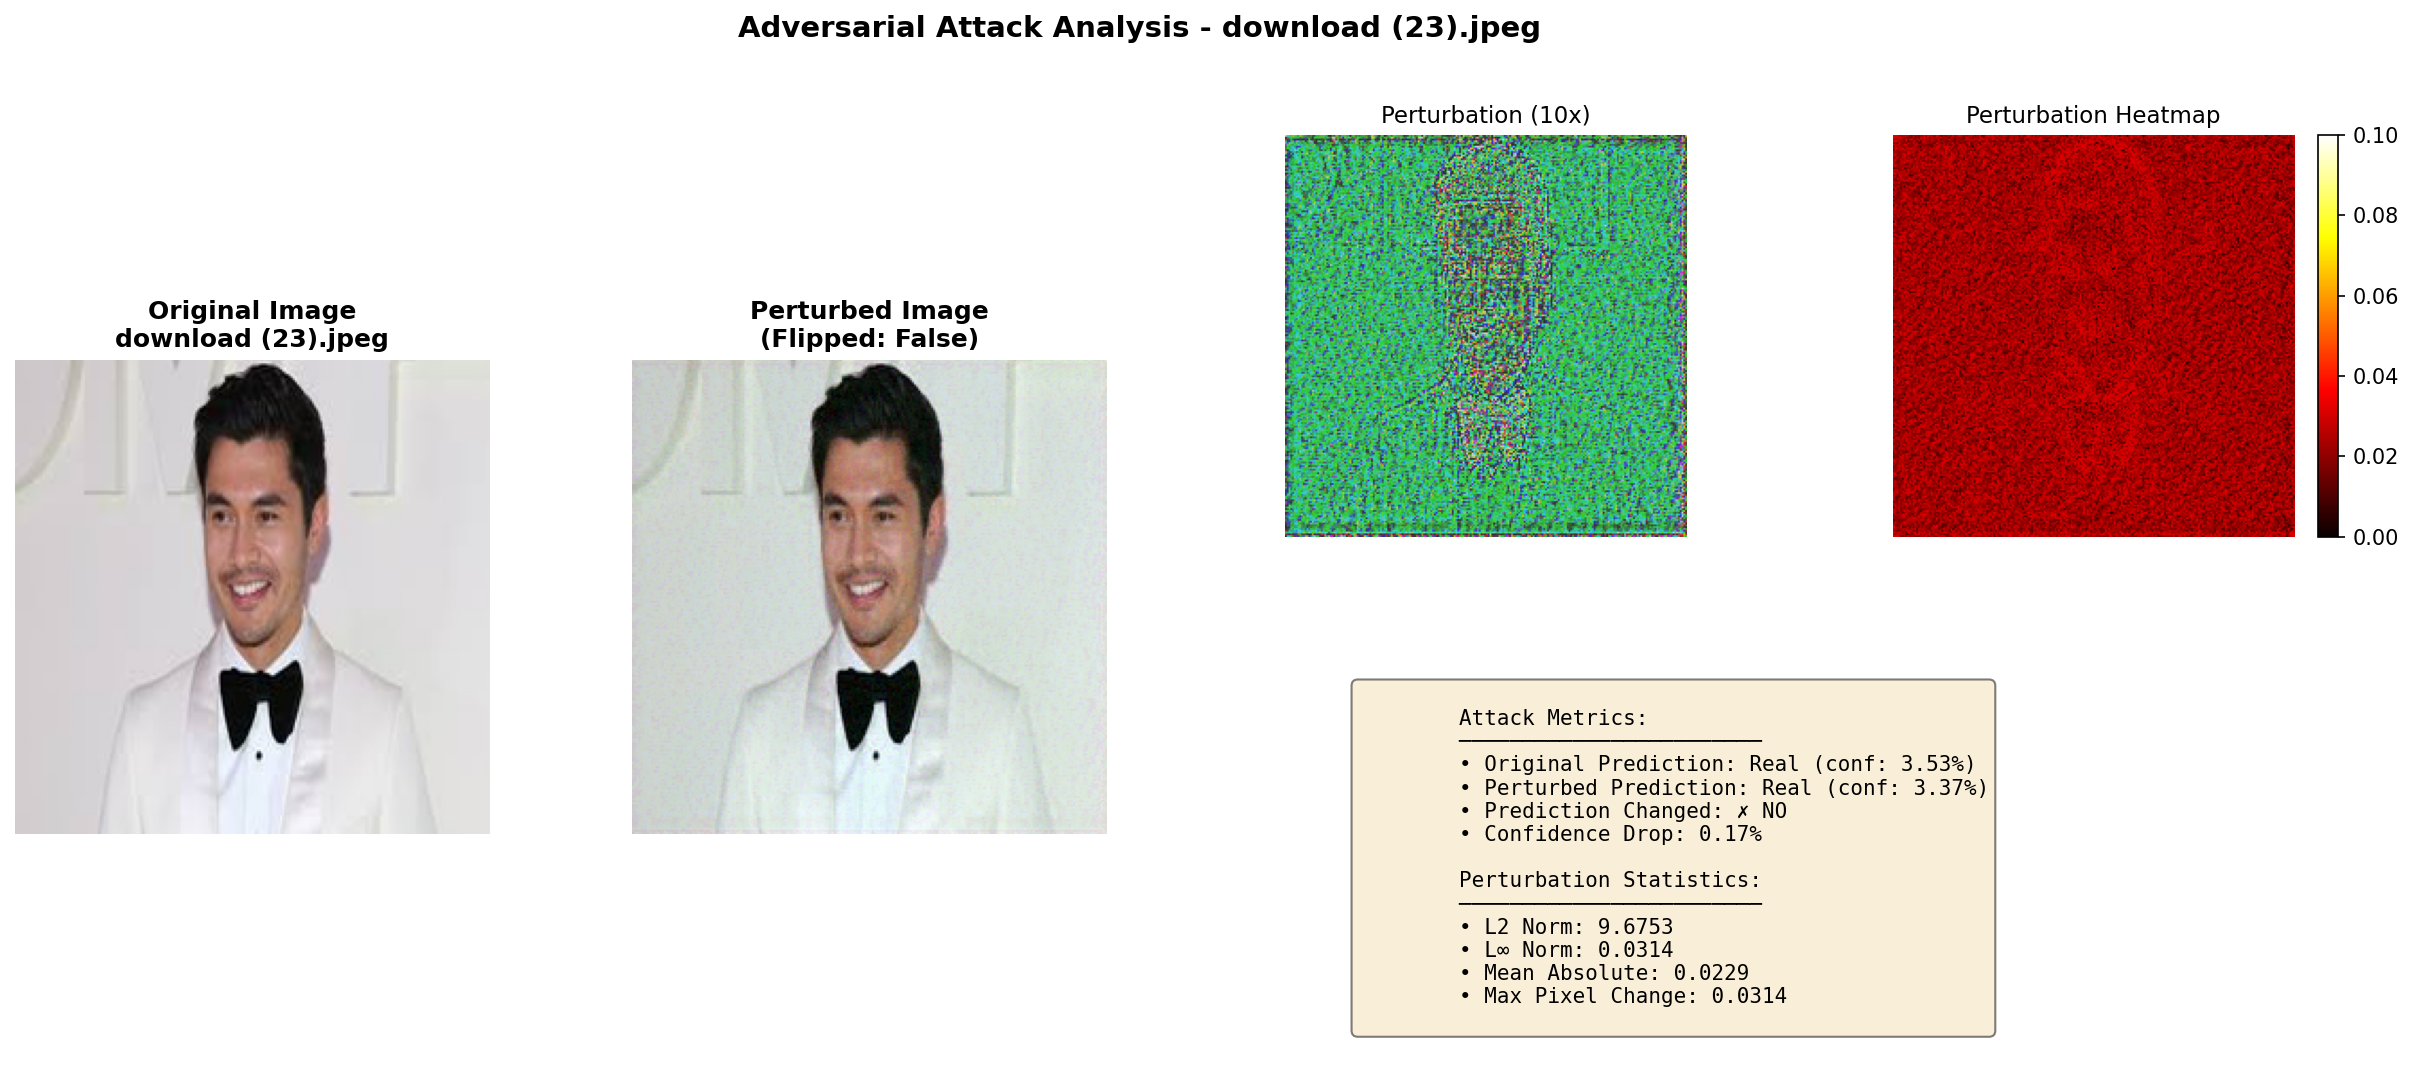 Adversarial Attack Analysis - download (23).jpeg
Original Image
download (23).jpeg
Perturbed Image
(Flipped: False)
Perturbation (10x)
Perturbation Heatmap
0.10
0.08
0.06
0.04
0.02
0.00
Attack Metrics:
• Original Prediction: Real (conf: 3.53%)
• Perturbed Prediction: Real (conf: 3.37%)
• Prediction Changed: ✗ NO
• Confidence Drop: 0.17%
Perturbation Statistics:
• L2 Norm: 9.6753
• L∞ Norm: 0.0314
• Mean Absolute: 0.0229
• Max Pixel Change: 0.0314